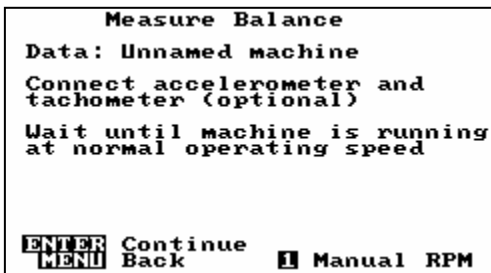 Measure Balance
Data: Unnamed machine
Connect accelerometer and
tachometer (optional)
Wait until machine is running
at normal operating speed
ENTER Continue
MENU Back 1 Manual RPM